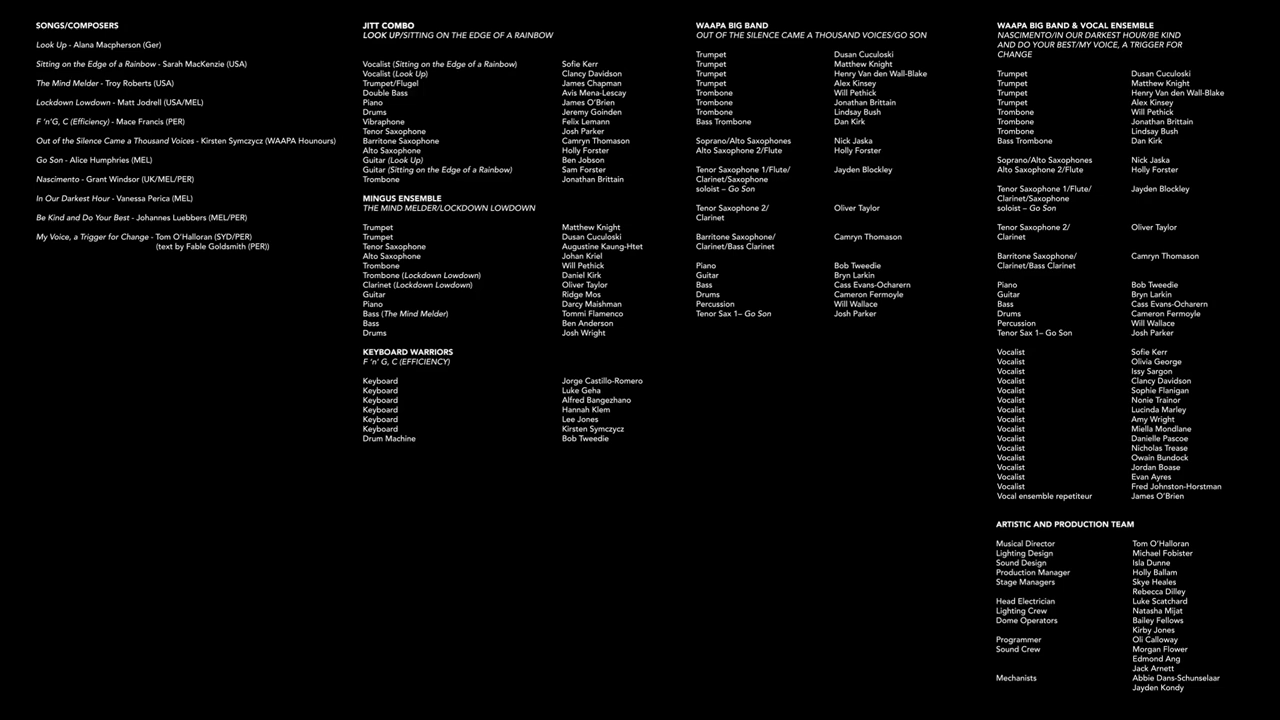 SONGS/COMPOSERS
Look Up - Alana Macpherson (Ger)
Sitting on the Edge of a Rainbow - Sarah MacKenzie (USA)
The Mind Melder - Troy Roberts (USA)
Lockdown Lowdown - Matt Jodrell (USA/MEL)
F 'n'G, C (Efficiency) - Mace Francis (PER)
Out of the Silence Came a Thousand Voices - Kirsten Symczycz (WAAPA Hounours)
Go Son - Alice Humphries (MEL)
Nascimento - Grant Windsor (UK/MEL/PER)
In Our Darkest Hour - Vanessa Perica (MEL)
Be Kind and Do Your Best - Johannes Luebbers (MEL/PER)
My Voice, a Trigger for Change - Tom O'Halloran (SYD/PER)
(text by Fable Goldsmith (PER))
JITT COMBO
LOOK UP/SITTING ON THE EDGE OF A RAINBOW
Vocalist (Sitting on the Edge of a Rainbow) Sofie Kerr
Vocalist (Look Up) Clancy Davidson
Trumpet/Flugel James Chapman
Double Bass Avis Mena-Lescay
Piano James O'Brien
Drums Jeremy Goinden
Vibraphone Felix Lemann
Tenor Saxophone Josh Parker
Barritone Saxophone Camryn Thomason
Alto Saxophone Holly Forster
Guitar (Look Up) Ben Jobson
Guitar (Sitting on the Edge of a Rainbow) Sam Forster
Trombone Jonathan Brittain
MINGUS ENSEMBLE
THE MIND MELDER/LOCKDOWN LOWDOWN
Trumpet Matthew Knight
Trumpet Dusan Cuculoski
Tenor Saxophone Augustine Kaung-Htet
Alto Saxophone Johan Kriel
Trombone Will Pethick
Trombone (Lockdown Lowdown) Daniel Kirk
Clarinet (Lockdown Lowdown) Oliver Taylor
Guitar Ridge Mos
Piano Darcy Maishman
Bass (The Mind Melder) Tommi Flamenco
Bass Ben Anderson
Drums Josh Wright
KEYBOARD WARRIORS
F 'n' G, C (EFFICIENCY)
Keyboard Jorge Castillo-Romero
Keyboard Luke Geha
Keyboard Alfred Bangezhano
Keyboard Hannah Klem
Keyboard Lee Jones
Keyboard Kirsten Symczycz
Drum Machine Bob Tweedie
WAAPA BIG BAND
OUT OF THE SILENCE CAME A THOUSAND VOICES/GO SON
Trumpet Dusan Cuculoski
Trumpet Matthew Knight
Trumpet Henry Van den Wall-Blake
Trumpet Alex Kinsey
Trombone Will Pethick
Trombone Jonathan Brittain
Trombone Lindsay Bush
Bass Trombone Dan Kirk
Soprano/Alto Saxophones Nick Jaska
Alto Saxophone 2/Flute Holly Forster
Tenor Saxophone 1/Flute/ Jayden Blockley
Clarinet/Saxophone
soloist – Go Son
Tenor Saxophone 2/ Oliver Taylor
Clarinet
Barritone Saxophone/ Camryn Thomason
Clarinet/Bass Clarinet
Piano Bob Tweedie
Guitar Bryn Larkin
Bass Cass Evans-Ocharern
Drums Cameron Fermoyle
Percussion Will Wallace
Tenor Sax 1– Go Son Josh Parker
WAAPA BIG BAND & VOCAL ENSEMBLE
NASCIMENTO/IN OUR DARKEST HOUR/BE KIND
AND DO YOUR BEST/MY VOICE, A TRIGGER FOR
CHANGE
Trumpet Dusan Cuculoski
Trumpet Matthew Knight
Trumpet Henry Van den Wall-Blake
Trumpet Alex Kinsey
Trombone Will Pethick
Trombone Jonathan Brittain
Trombone Lindsay Bush
Bass Trombone Dan Kirk
Soprano/Alto Saxophones Nick Jaska
Alto Saxophone 2/Flute Holly Forster
Tenor Saxophone 1/Flute/ Jayden Blockley
Clarinet/Saxophone
soloist – Go Son
Tenor Saxophone 2/ Oliver Taylor
Clarinet
Barritone Saxophone/ Camryn Thomason
Clarinet/Bass Clarinet
Piano Bob Tweedie
Guitar Bryn Larkin
Bass Cass Evans-Ocharern
Drums Cameron Fermoyle
Percussion Will Wallace
Tenor Sax 1– Go Son Josh Parker
Vocalist Sofie Kerr
Vocalist Olivia George
Vocalist Issy Sargon
Vocalist Clancy Davidson
Vocalist Sophie Flanigan
Vocalist Nonie Trainor
Vocalist Lucinda Marley
Vocalist Amy Wright
Vocalist Miella Mondlane
Vocalist Danielle Pascoe
Vocalist Nicholas Trease
Vocalist Owain Bundock
Vocalist Jordan Boase
Vocalist Evan Ayres
Vocalist Fred Johnston-Horstman
Vocal ensemble repetiteur James O'Brien
ARTISTIC AND PRODUCTION TEAM
Musical Director Tom O'Halloran
Lighting Design Michael Fobister
Sound Design Isla Dunne
Production Manager Holly Ballam
Stage Managers Skye Heales
Rebecca Dilley
Head Electrician Luke Scatchard
Lighting Crew Natasha Mijat
Dome Operators Bailey Fellows
Kirby Jones
Programmer Oli Calloway
Sound Crew Morgan Flower
Edmond Ang
Jack Arnett
Mechanists Abbie Dans-Schunselaar
Jayden Kondy